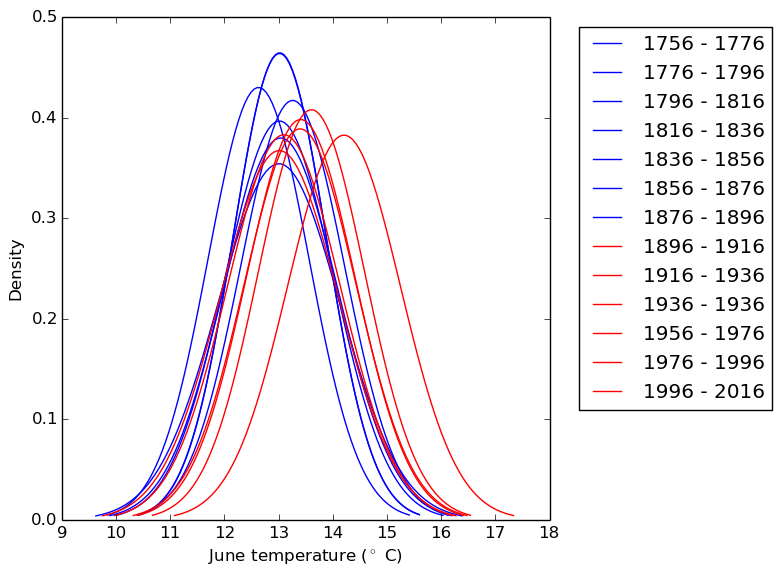 0.5
0.4
0.3
0.2
0.1
0.0
Density
9 10 11 12 13 14 15 16 17 18
June temperature (° C)
1756 - 1776
1776 - 1796
1796 - 1816
1816 - 1836
1836 - 1856
1856 - 1876
1876 - 1896
1896 - 1916
1916 - 1936
1936 - 1936
1956 - 1976
1976 - 1996
1996 - 2016